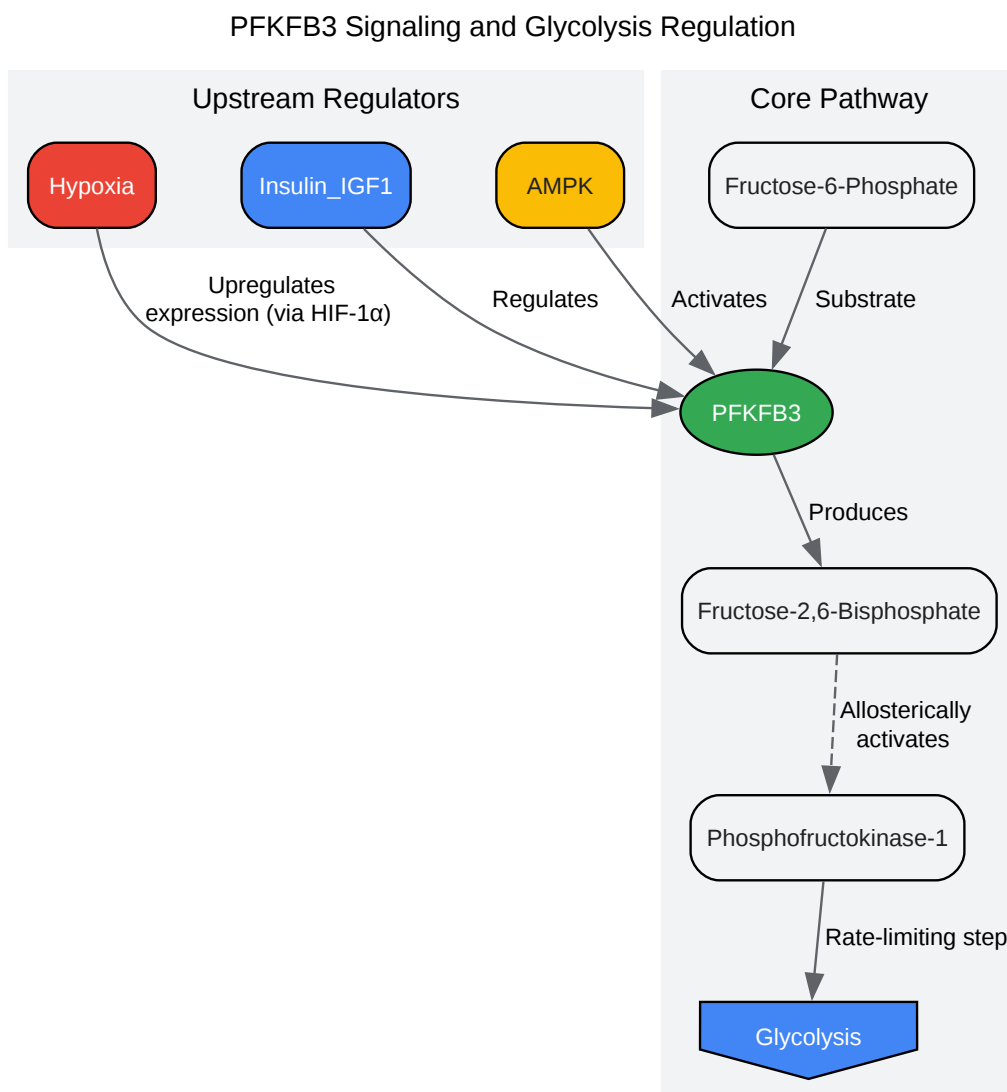 PFKFB3 Signaling and Glycolysis Regulation
Upstream Regulators
Core Pathway
Hypoxia
Insulin_IGF1
AMPK
Fructose-6-Phosphate
Upregulates
expression (via HIF-1α)
Regulates
Activates
Substrate
PFKFB3
Produces
Fructose-2,6-Bisphosphate
Allosterically
activates
Phosphofructokinase-1
Rate-limiting step
Glycolysis